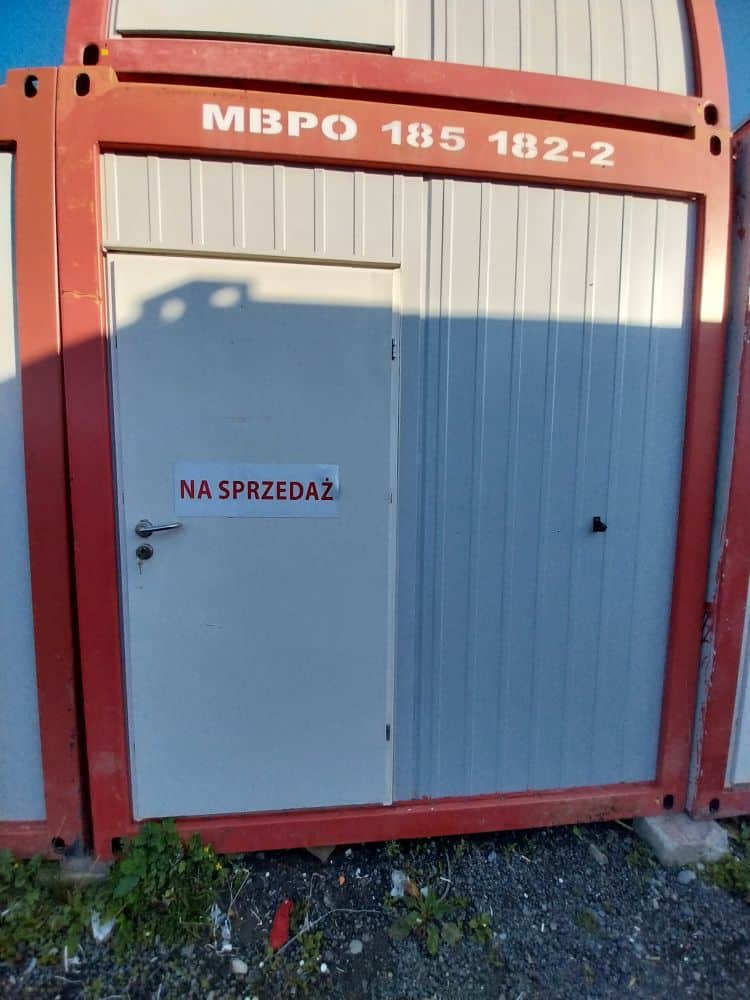 MBPO 185 182-2
NA SPRZEDAŻ